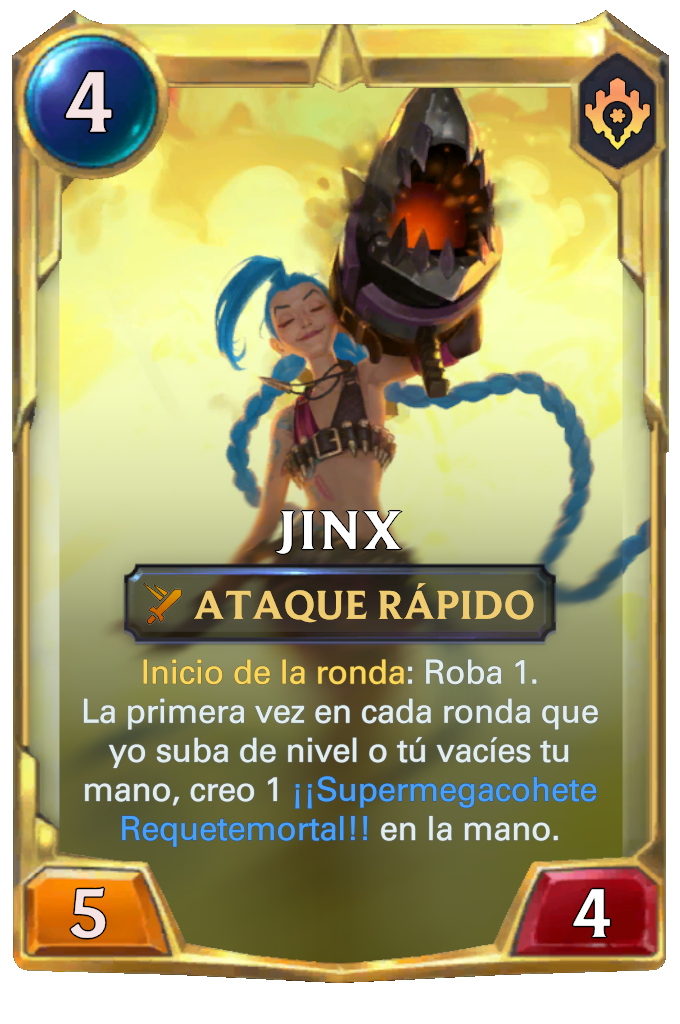 4
JINX
ATAQUE RÁPIDO
Inicio de la ronda: Roba 1.
La primera vez en cada ronda que
yo suba de nivel o tú vacíes tu
mano, creo 1 ¡¡Supermegacohete
Requetemortal!! en la mano.
5
4